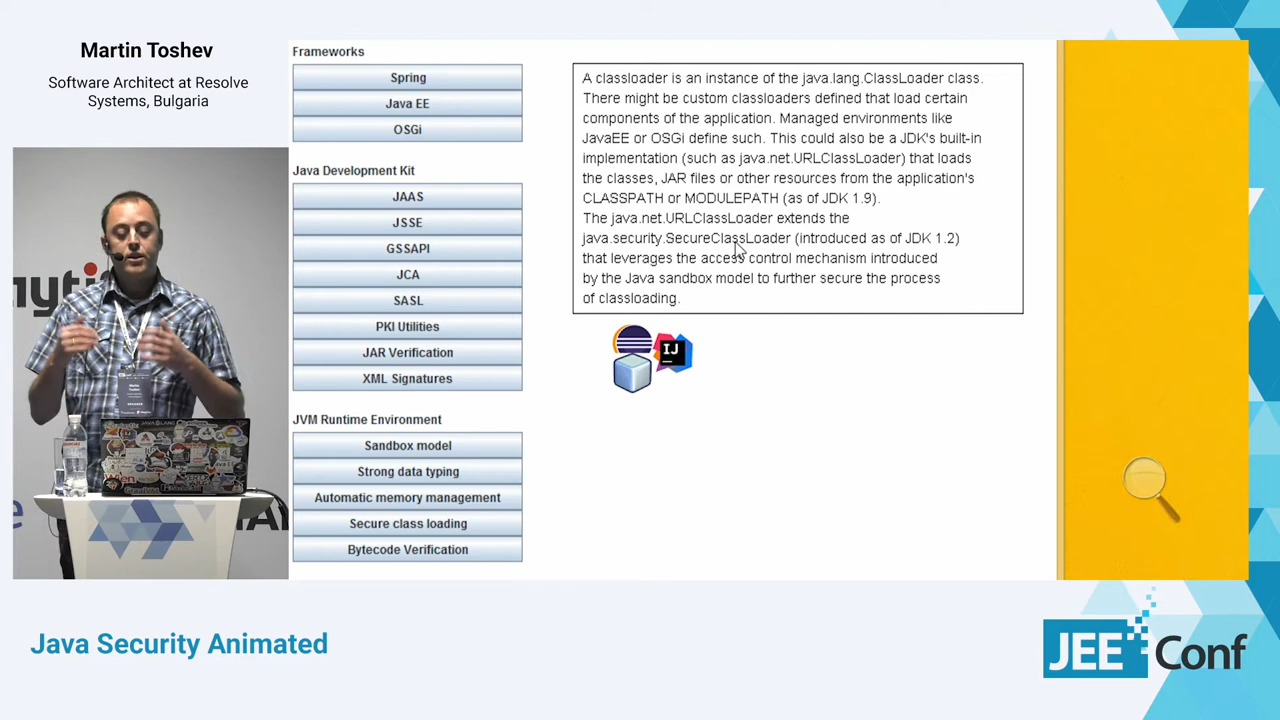 Martin Toshev
Software Architect at Resolve
Systems, Bulgaria
Frameworks
Spring
Java EE
OSGi
Java Development Kit
JAAS
JSSE
GSSAPI
JCA
SASL
PKI Utilities
JAR Verification
XML Signatures
JVM Runtime Environment
Sandbox model
Strong data typing
Automatic memory management
Secure class loading
Bytecode Verification
A classloader is an instance of the java.lang.ClassLoader class.
There might be custom classloaders defined that load certain
components of the application. Managed environments like
JavaEE or OSGi define such. This could also be a JDK's built-in
implementation (such as java.net.URLClassLoader) that loads
the classes, JAR files or other resources from the application's
CLASSPATH or MODULEPATH (as of JDK 1.9).
The java.net.URLClassLoader extends the
java.security.SecureClassLoader (introduced as of JDK 1.2)
that leverages the access control mechanism introduced
by the Java sandbox model to further secure the process
of classloading.
IJ
Martin
Toshev
Java Security Animated
JEE Conf